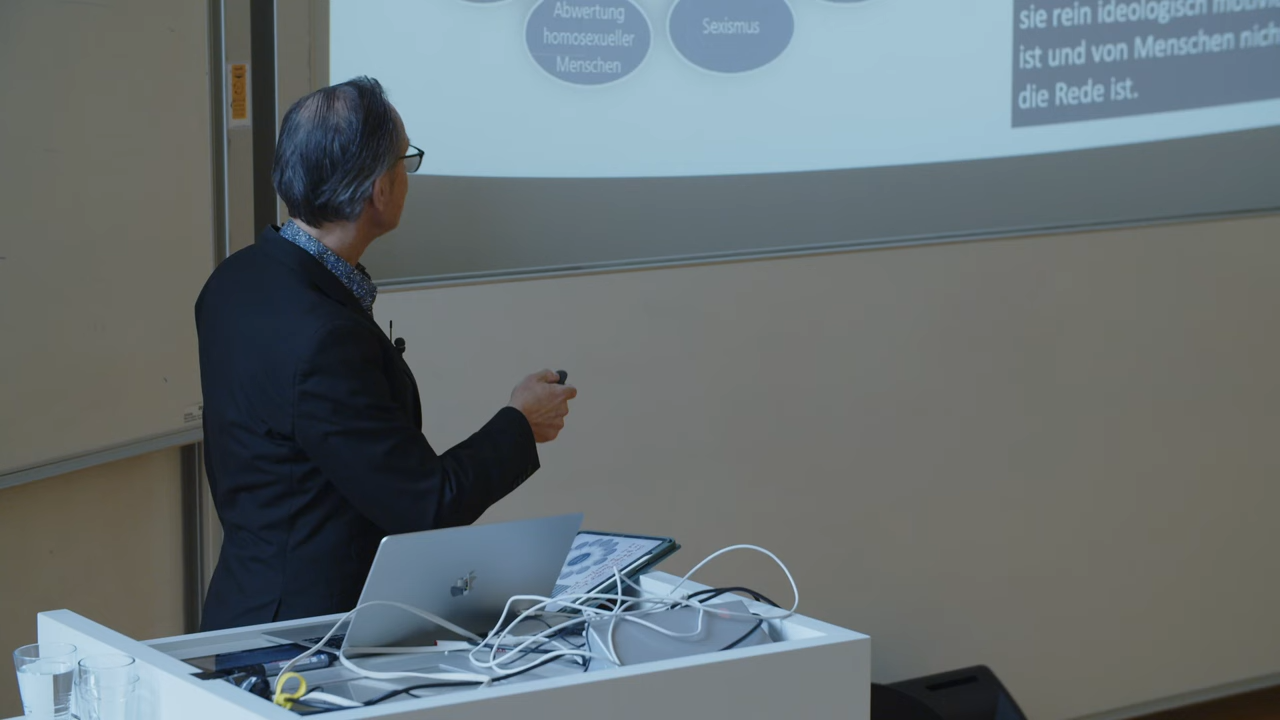 Abwertung
homosexueller
Menschen
Sexismus
sie rein ideologisch
ist und von Menschen
die Rede ist.